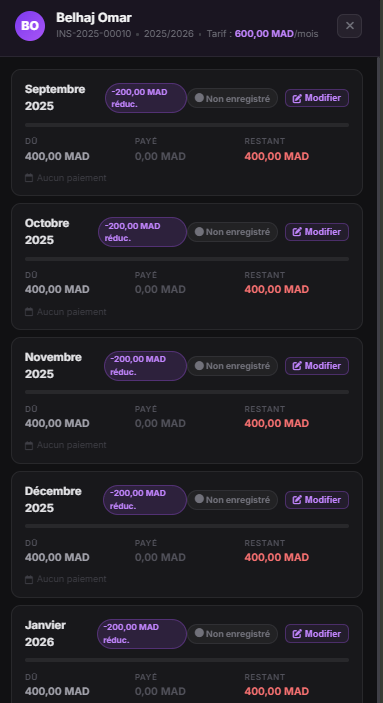 BO
Belhaj Omar
INS-2025-00010 • 2025/2026 • Tarif : 600,00 MAD/mois
Septembre
2025
-200,00 MAD
réduc.
Non enregistré
Modifier
DÛ
PAYÉ
RESTANT
400,00 MAD
0,00 MAD
400,00 MAD
Aucun paiement
Octobre
2025
-200,00 MAD
réduc.
Non enregistré
Modifier
DÛ
PAYÉ
RESTANT
400,00 MAD
0,00 MAD
400,00 MAD
Aucun paiement
Novembre
2025
-200,00 MAD
réduc.
Non enregistré
Modifier
DÛ
PAYÉ
RESTANT
400,00 MAD
0,00 MAD
400,00 MAD
Aucun paiement
Décembre
2025
-200,00 MAD
réduc.
Non enregistré
Modifier
DÛ
PAYÉ
RESTANT
400,00 MAD
0,00 MAD
400,00 MAD
Aucun paiement
Janvier
2026
-200,00 MAD
réduc.
Non enregistré
Modifier
DÛ
PAYÉ
RESTANT
400,00 MAD
0,00 MAD
400,00 MAD